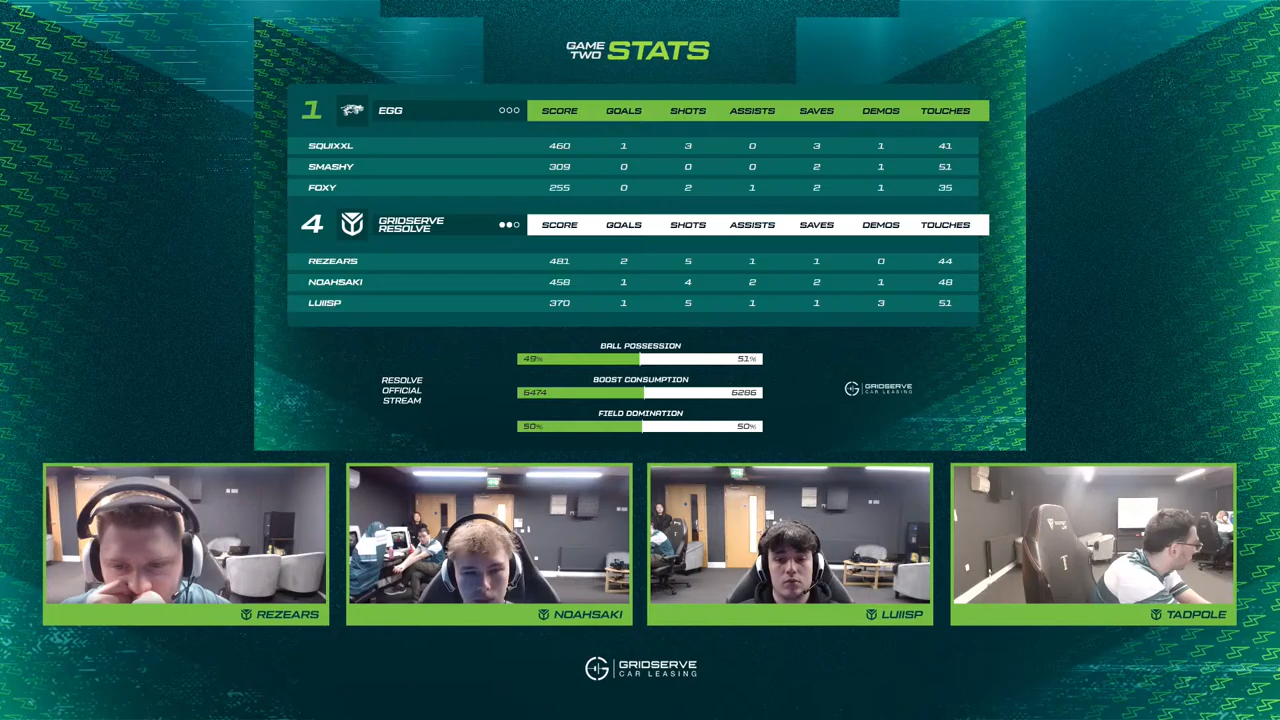 GAME
TWO STATS
1 EGG SCORE GOALS SHOTS ASSISTS SAVES DEMOS TOUCHES
SQUIXXL 460 1 3 0 3 1 41
SMASHY 309 0 0 0 2 1 51
FOXY 255 0 2 1 2 1 35
4 GRIDSERVE
RESOLVE SCORE GOALS SHOTS ASSISTS SAVES DEMOS TOUCHES
REZEARS 481 2 5 1 1 0 44
NOAHSAKI 458 1 4 2 2 1 48
LUIISP 370 1 5 1 1 3 51
BALL POSSESSION
49% 51%
RESOLVE
OFFICIAL
STREAM
BOOST CONSUMPTION
6474 6286
GRIDSERVE
CAR LEASING
FIELD DOMINATION
50% 50%
REZEARS
NOAHSAKI
LUIISP
TADPOLE
GRIDSERVE
CAR LEASING